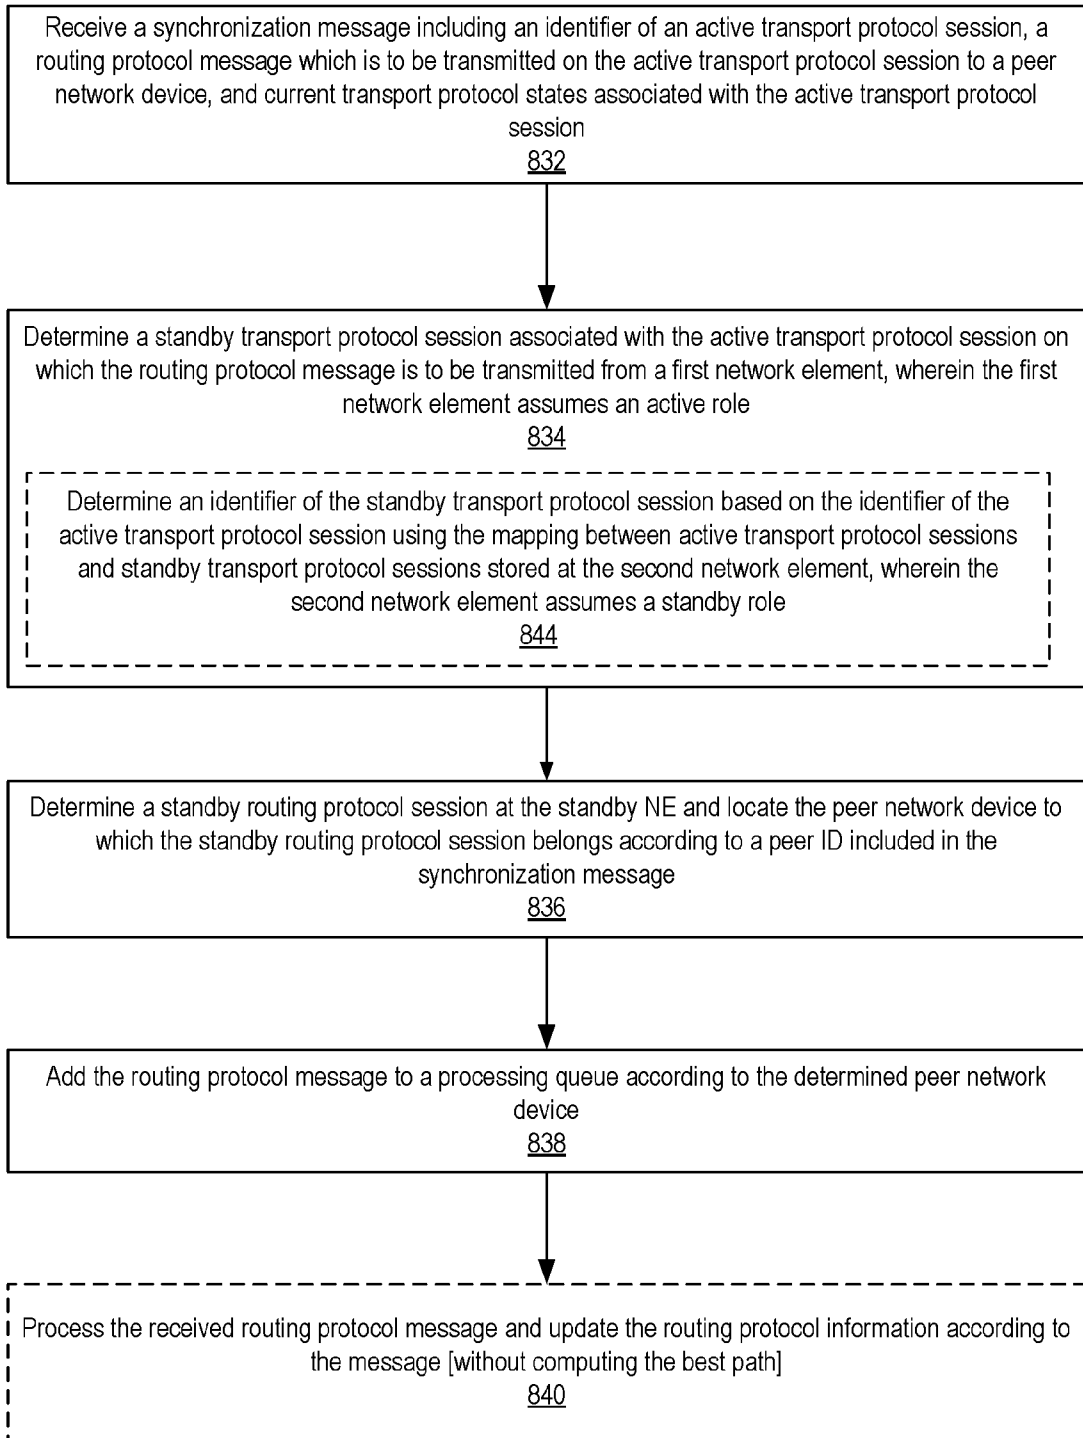 Receive a synchronization message including an identifier of an active transport protocol session, a
routing protocol message which is to be transmitted on the active transport protocol session to a peer
network device, and current transport protocol states associated with the active transport protocol
session
832
Determine a standby transport protocol session associated with the active transport protocol session on
which the routing protocol message is to be transmitted from a first network element, wherein the first
network element assumes an active role
834
Determine an identifier of the standby transport protocol session based on the identifier of the
active transport protocol session using the mapping between active transport protocol sessions
and standby transport protocol sessions stored at the second network element, wherein the
second network element assumes a standby role
844
Determine a standby routing protocol session at the standby NE and locate the peer network device to
which the standby routing protocol session belongs according to a peer ID included in the
synchronization message
836
Add the routing protocol message to a processing queue according to the determined peer network
device
838
Process the received routing protocol message and update the routing protocol information according to
the message [without computing the best path]
840